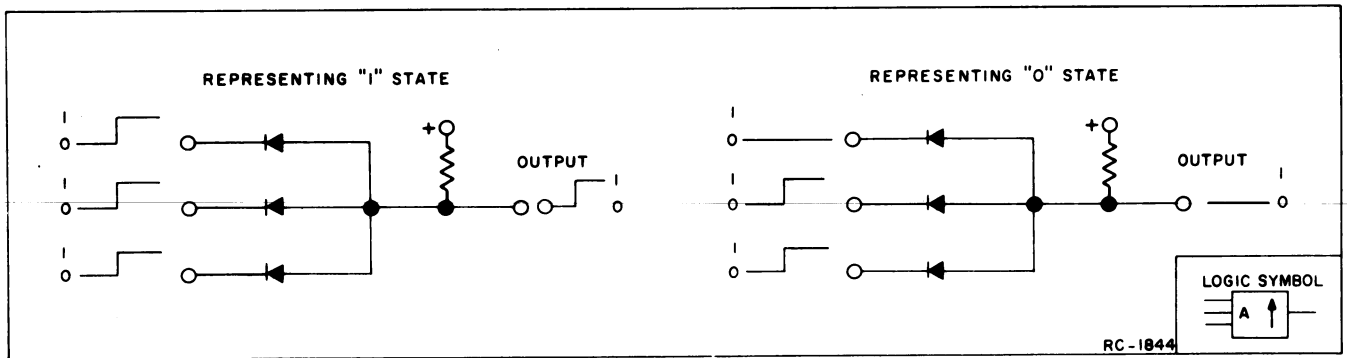 REPRESENTING "1" STATE
1
0
1
0
1
0
+
OUTPUT
1
0
REPRESENTING "0" STATE
1
0
1
0
1
0
+
OUTPUT
1
0
LOGIC SYMBOL
A
RC-1844